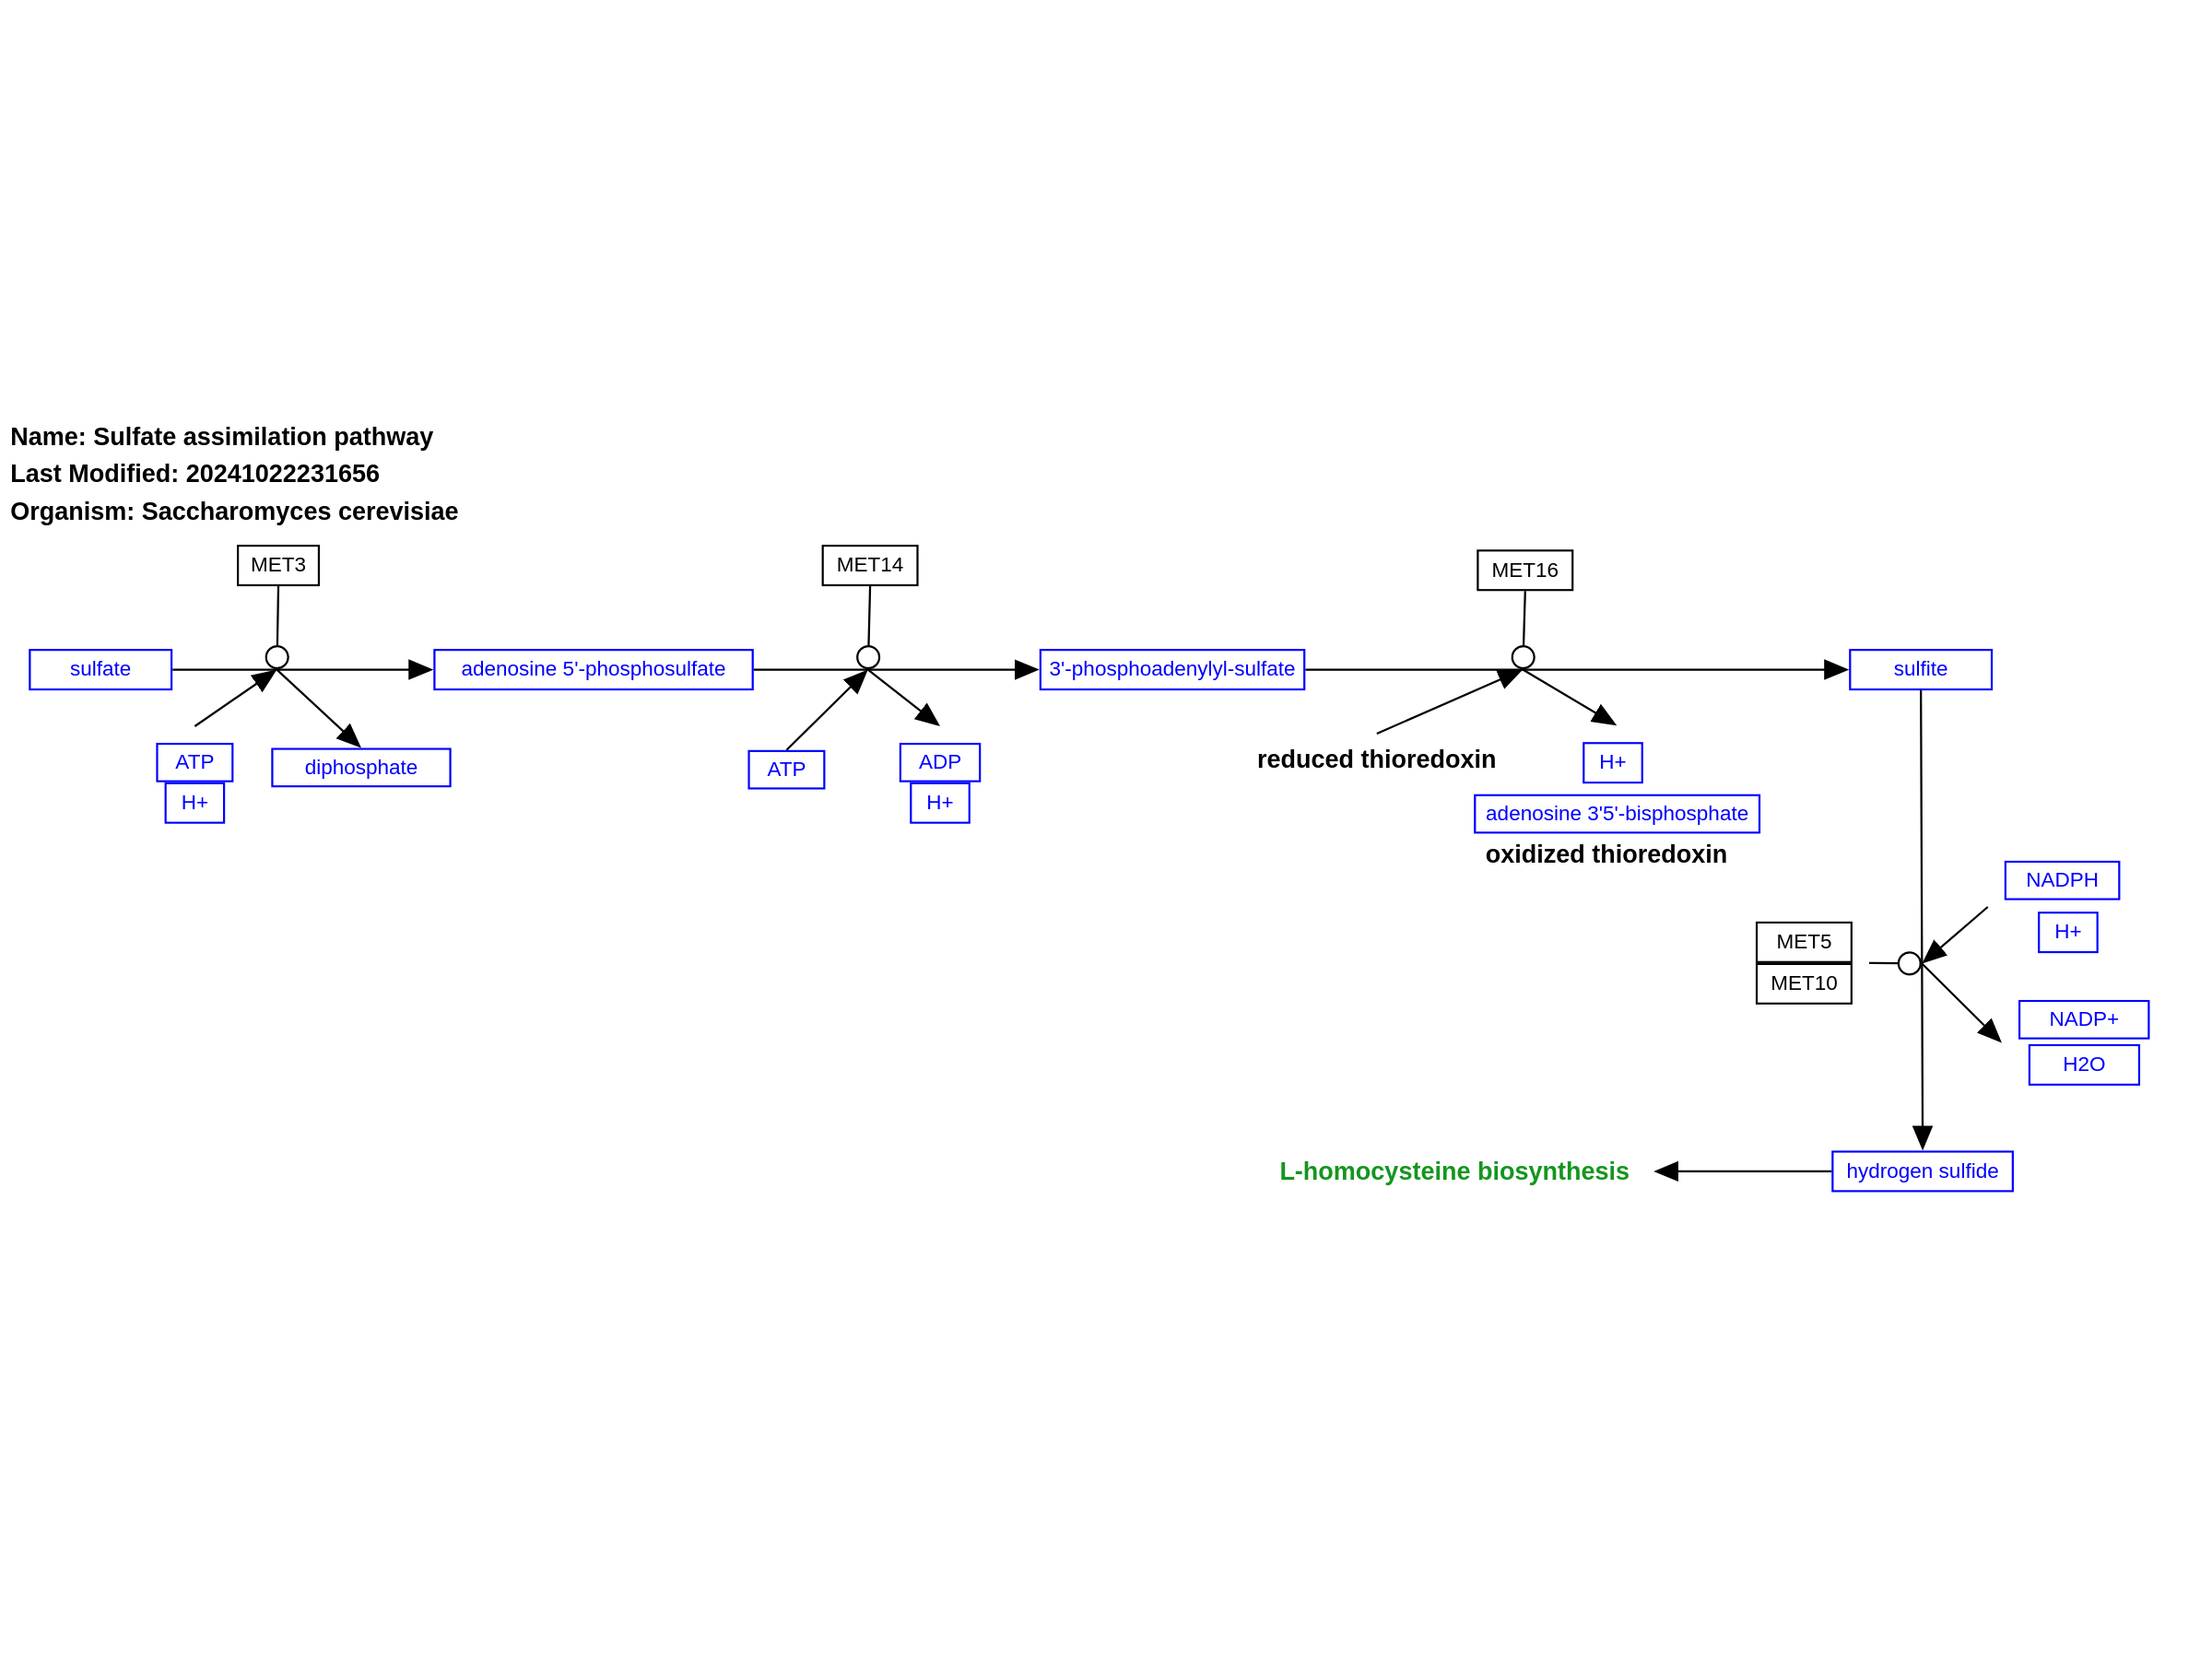 Name: Sulfate assimilation pathway
Last Modified: 20241022231656
Organism: Saccharomyces cerevisiae
MET3
MET14
MET16
sulfate
adenosine 5'-phosphosulfate
3'-phosphoadenylyl-sulfate
sulfite
ATP
H+
diphosphate
ATP
ADP
H+
reduced thioredoxin
H+
adenosine 3'5'-bisphosphate
oxidized thioredoxin
NADPH
H+
MET5
MET10
NADP+
H2O
L-homocysteine biosynthesis
hydrogen sulfide